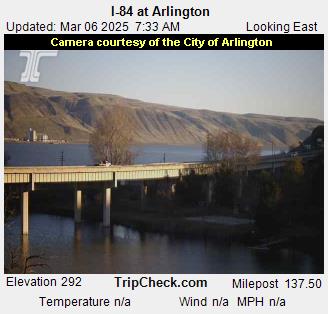 I-84 at Arlington
Updated: Mar 06 2025 7:33 AM Looking East
Camera courtesy of the City of Arlington
Elevation 292 TripCheck.com Milepost 137.50
Temperature n/a Wind n/a MPH n/a